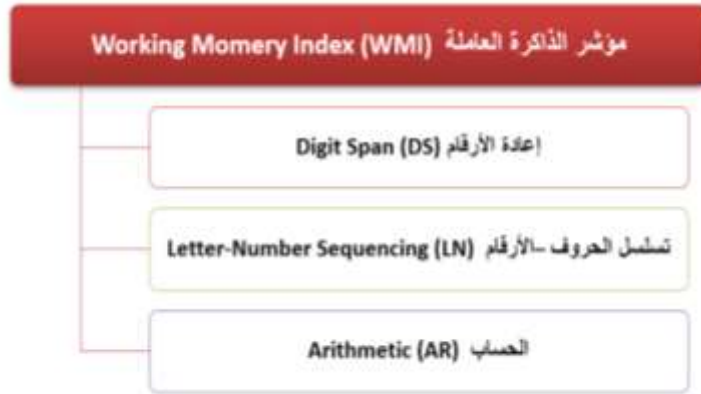 مؤشر الذاكرة العاملة Working Momery Index (WMI)
إعادة الأرقام Digit Span (DS)
تسلسل الحروف –الأرقام Letter-Number Sequencing (LN)
الحساب Arithmetic (AR)